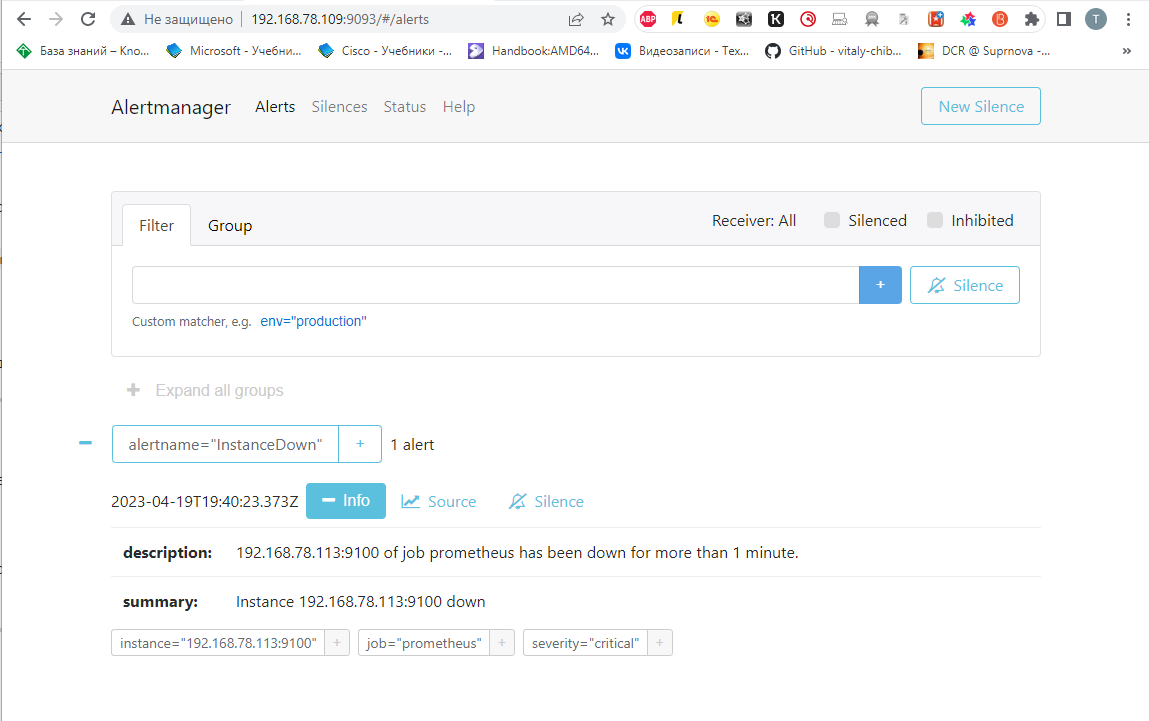 Не защищено 192.168.78.109:9093/#/alerts
ABP 1С K T
База знаний – Kno... Microsoft - Учебни... Cisco - Учебники -... Handbook:AMD64... Видеозаписи - Тех... GitHub - vitaly-chib... DCR @ Suprnova -... »
Alertmanager Alerts Silences Status Help New Silence
Filter Group Receiver: All Silenced Inhibited
+ Silence
Custom matcher, e.g. env="production"
+ Expand all groups
alertname="InstanceDown" + 1 alert
2023-04-19T19:40:23.373Z Info Source Silence
description: 192.168.78.113:9100 of job prometheus has been down for more than 1 minute.
summary: Instance 192.168.78.113:9100 down
instance="192.168.78.113:9100" + job="prometheus" + severity="critical" +